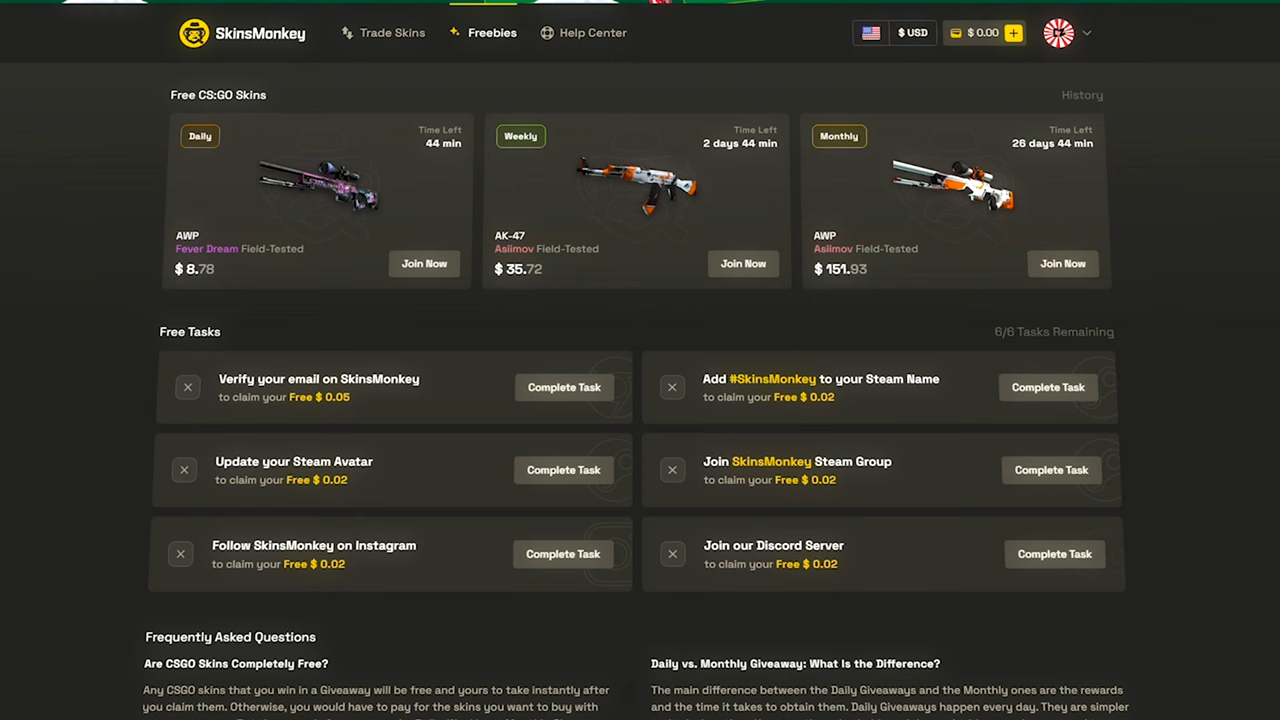 SkinsMonkey
Trade Skins
Freebies
Help Center
$ USD
$ 0.00
Free CS:GO Skins
History
Daily
Time Left
44 min
AWP
Fever Dream Field-Tested
$ 8.78
Join Now
Weekly
Time Left
2 days 44 min
AK-47
Asiimov Field-Tested
$ 35.72
Join Now
Monthly
Time Left
26 days 44 min
AWP
Asiimov Field-Tested
$ 151.93
Join Now
Free Tasks
6/6 Tasks Remaining
Verify your email on SkinsMonkey
to claim your Free $ 0.05
Complete Task
Add #SkinsMonkey to your Steam Name
to claim your Free $ 0.02
Complete Task
Update your Steam Avatar
to claim your Free $ 0.02
Complete Task
Join SkinsMonkey Steam Group
to claim your Free $ 0.02
Complete Task
Follow SkinsMonkey on Instagram
to claim your Free $ 0.02
Complete Task
Join our Discord Server
to claim your Free $ 0.02
Complete Task
Frequently Asked Questions
Are CSGO Skins Completely Free?
Any CSGO skins that you win in a Giveaway will be free and yours to take instantly after
you claim them. Otherwise, you would have to pay for the skins you want to buy with
Daily vs. Monthly Giveaway: What Is the Difference?
The main difference between the Daily Giveaways and the Monthly ones are the rewards
and the time it takes to obtain them. Daily Giveaways happen every day. They are simpler